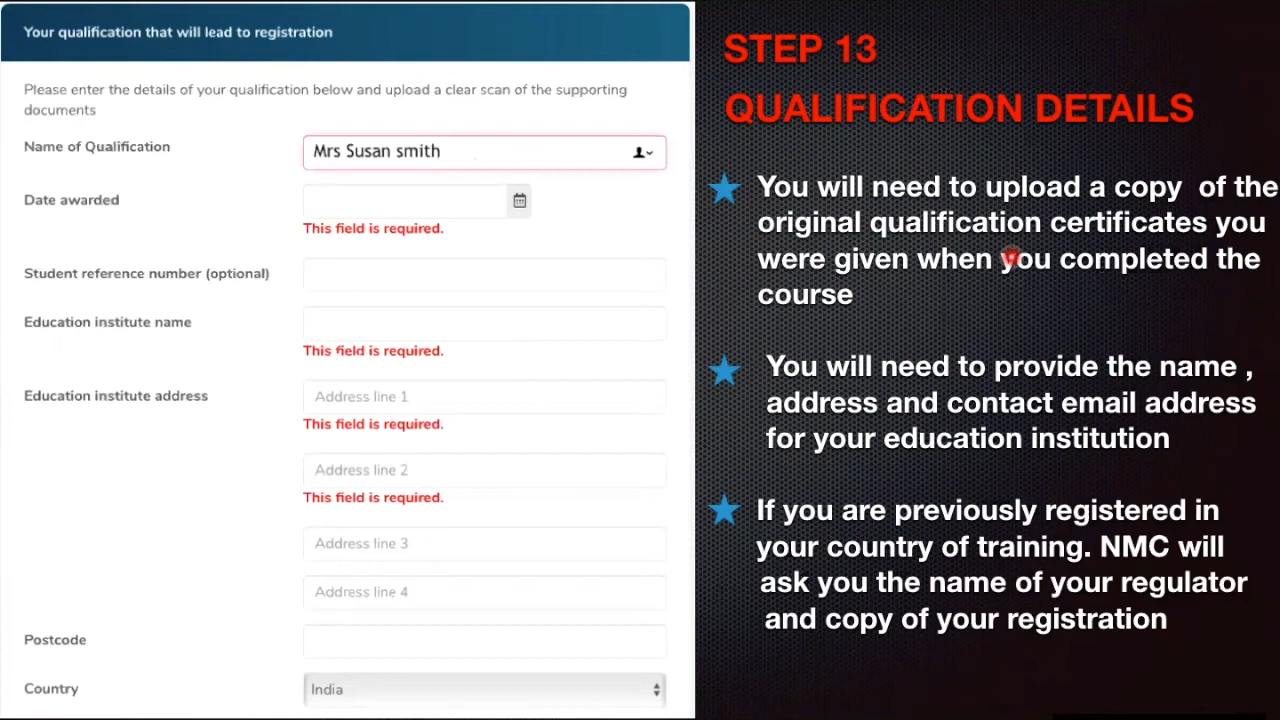 Your qualification that will lead to registration
Please enter the details of your qualification below and upload a clear scan of the supporting
documents
Name of Qualification
Mrs Susan smith
Date awarded
This field is required.
Student reference number (optional)
Education institute name
This field is required.
Education institute address
Address line 1
This field is required.
Address line 2
This field is required.
Address line 3
Address line 4
Postcode
Country
India
STEP 13
QUALIFICATION DETAILS
You will need to upload a copy of the
original qualification certificates you
were given when you completed the
course
You will need to provide the name ,
address and contact email address
for your education institution
If you are previously registered in
your country of training. NMC will
ask you the name of your regulator
and copy of your registration